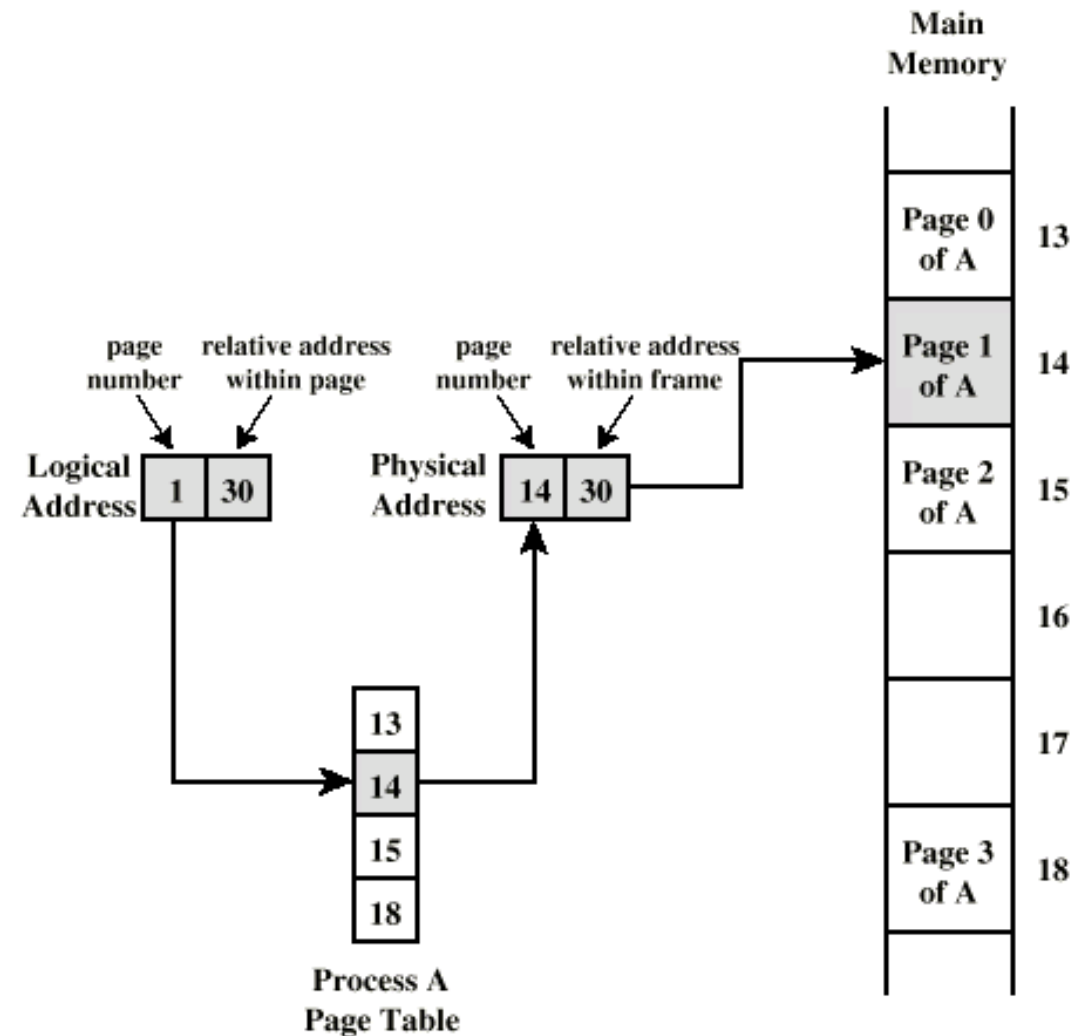 Main
Memory
Page 0
of A
13
page
number
relative address
within page
page
number
relative address
within frame
Page 1
of A
14
Logical
Address
1
30
Physical
Address
14
30
Page 2
of A
15
16
13
14
15
18
17
Page 3
of A
18
Process A
Page Table